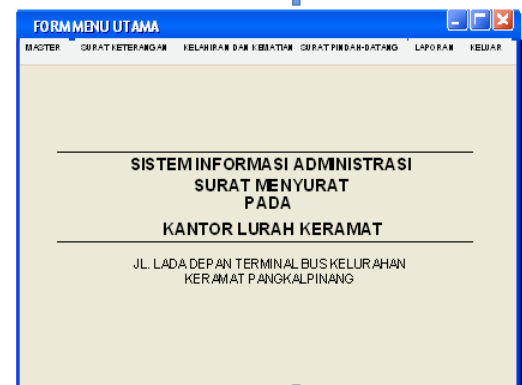 FORM MENU UTAMA
MASTER SURAT KETERANGAN KELAHIRAN DAN KEMATIAN SURAT PINDAH-DATANG LAPORAN KELUAR
SISTEM INFORMASI ADMINISTRASI
SURAT MENYURAT
PADA
KANTOR LURAH KERAMAT
JL. LADA DEPAN TERMINAL BUS KELURAHAN
KERAMAT PANGKALPINANG